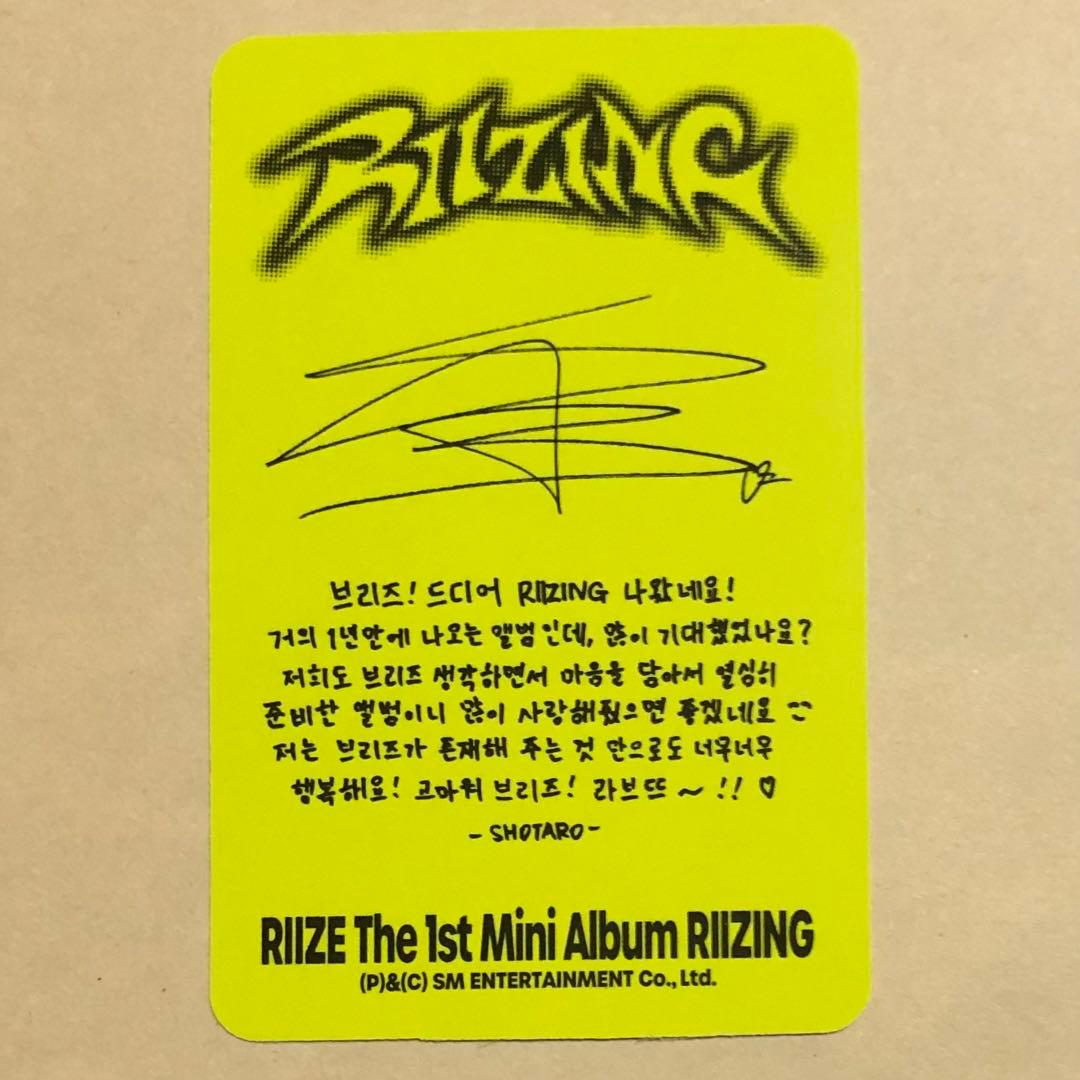 RIIZING
브리즈! 드디어 RIIZING 나왔네요!
거의 1년만에 나오는 앨범인데, 많이 기대했었나요?
저희도 브리즈 생각하면서 마음을 담아서 열심히
준비한 앨범이니 많이 사랑해줬으면 좋겠네요
저는 브리즈가 존재해 주는 것 만으로도 너무너무
행복해요! 고마워 브리즈! 라브뜨 ~ !! ♡
- SHOTARO -
RIIZE The 1st Mini Album RIIZING
(P)&(C) SM ENTERTAINMENT Co., Ltd.